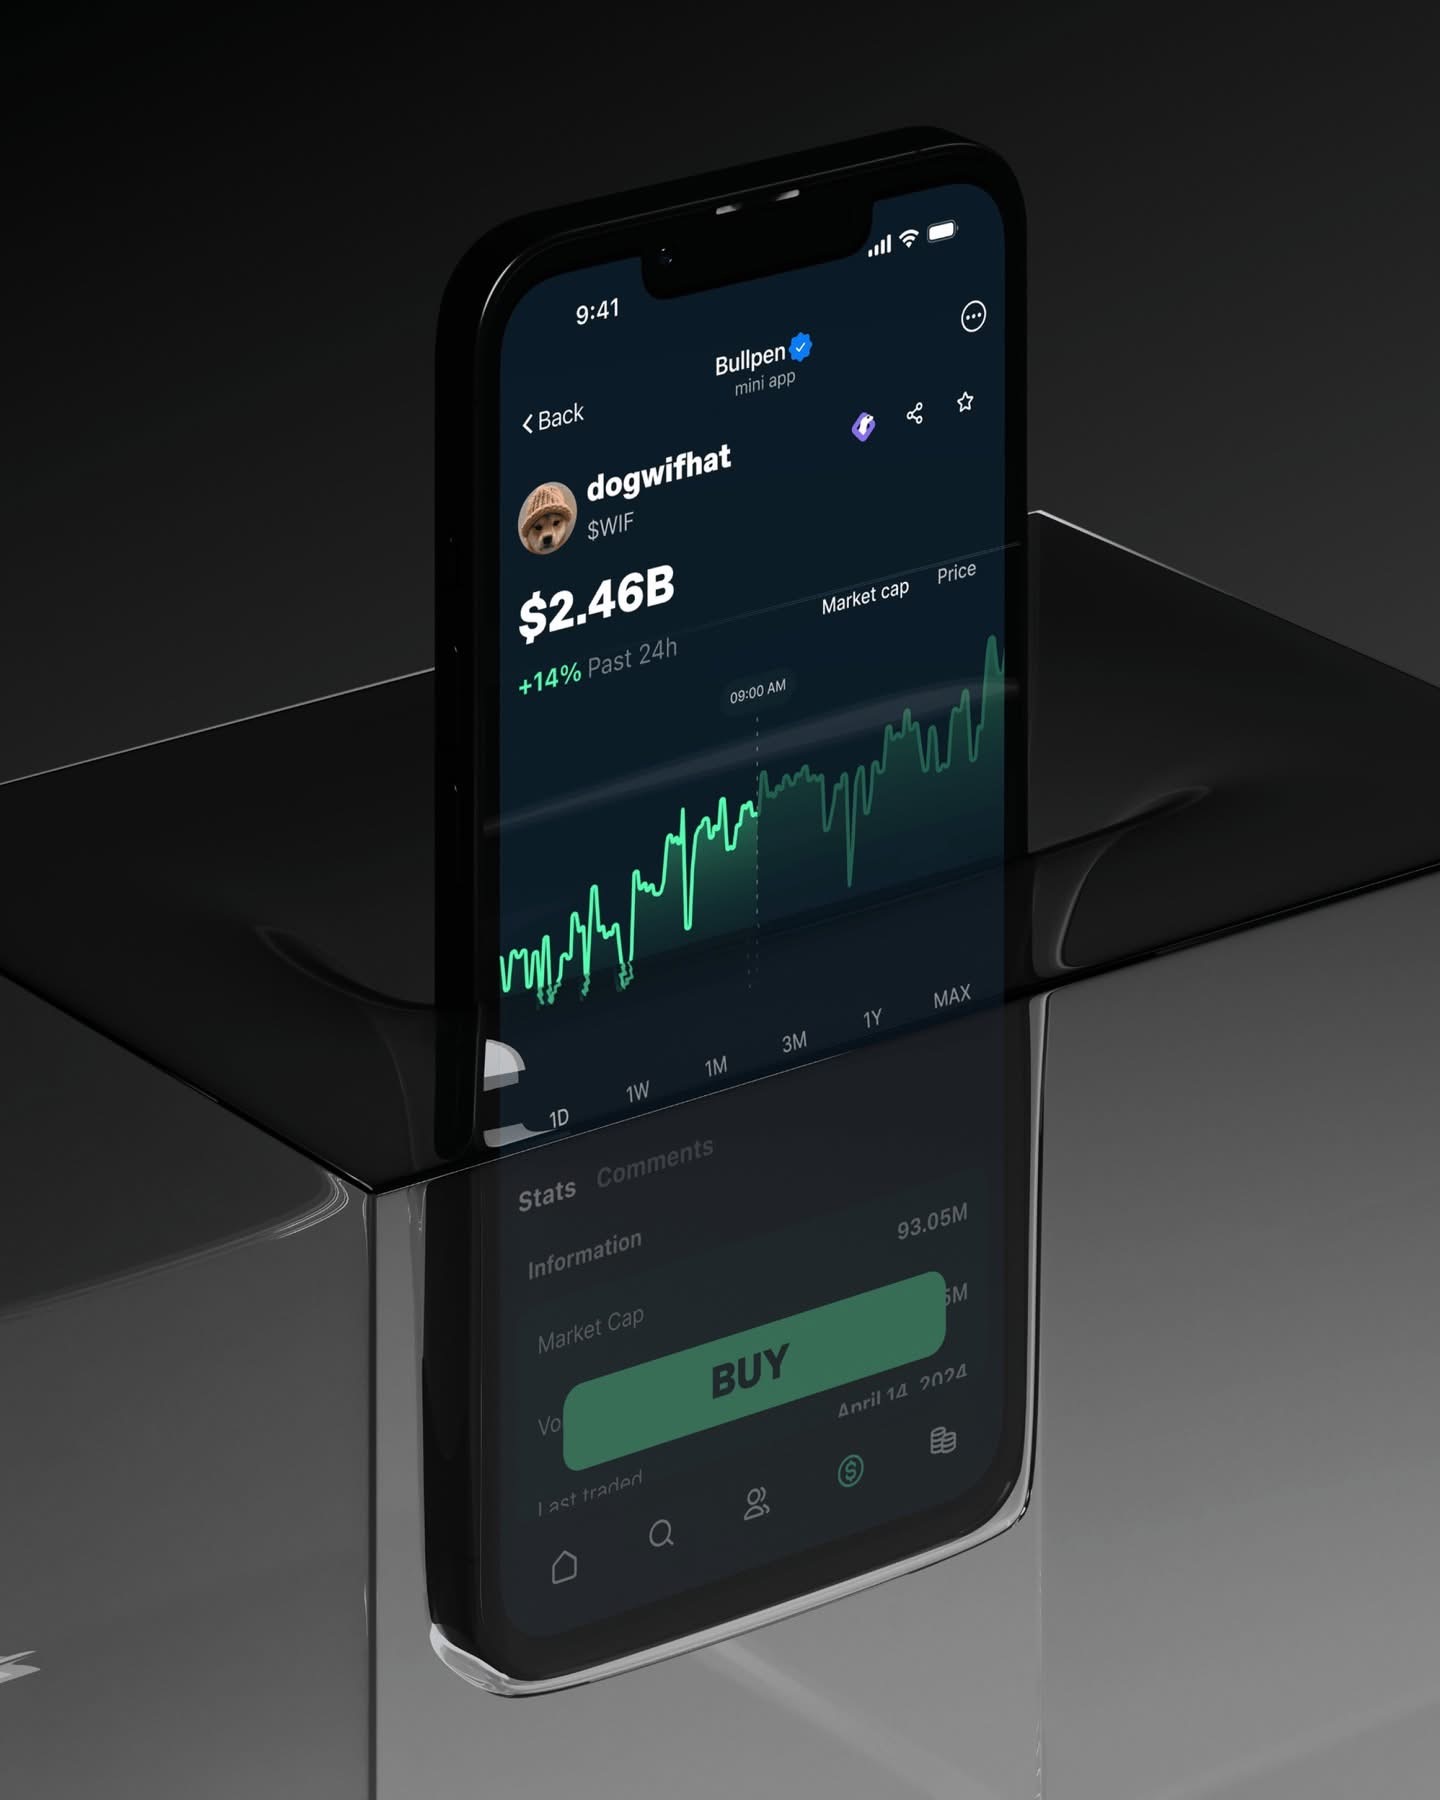 9:41
Bullpen
mini app
Back
dogwifhat
$WIF
$2.46B
Market cap Price
+14% Past 24h
09:00 AM
1D 1W 1M 3M 1Y MAX
Stats Comments
Information 93.05M
Market Cap 5M
BUY
Vo April 14, 2024
Last traded